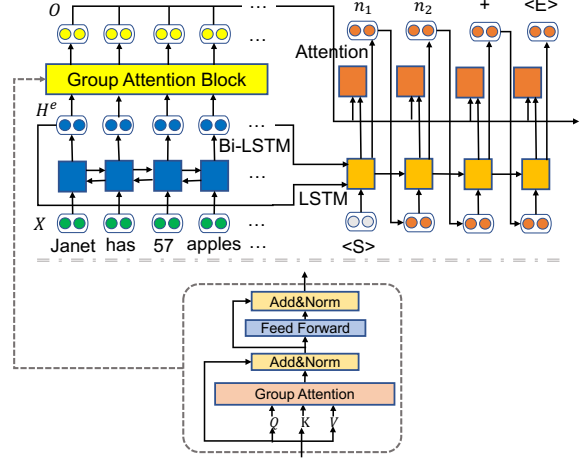 O
...
n₁ n₂ + <E>
Attention
Group Attention Block
Hᵉ
...
Bi-LSTM
...
LSTM
X
...
Janet has 57 apples ...
<S>
Add&Norm
Feed Forward
Add&Norm
Group Attention
Q K V